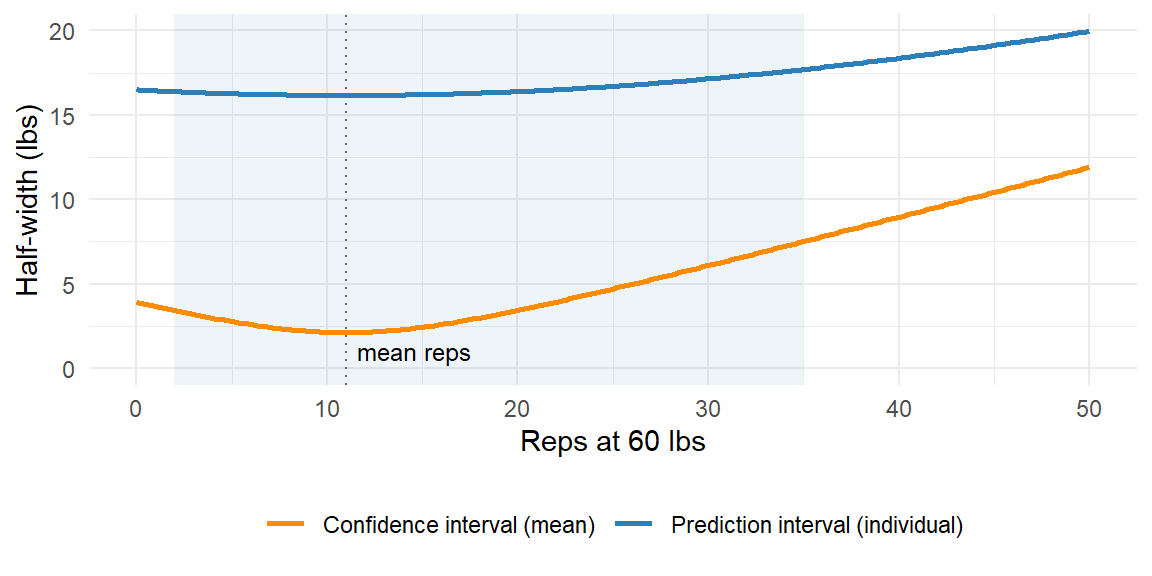 Half-width (lbs)
20
15
10
5
0
mean reps
0 10 20 30 40 50
Reps at 60 lbs
Confidence interval (mean) Prediction interval (individual)